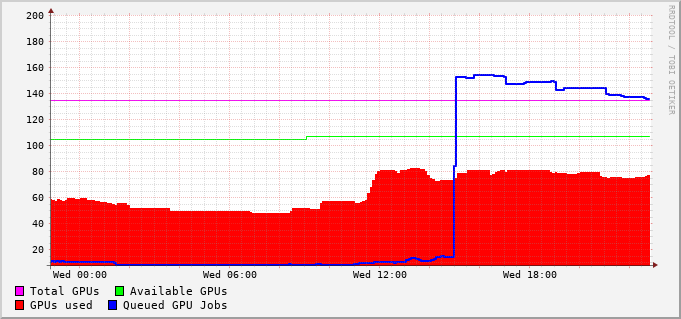 200
180
160
140
120
100
80
60
40
20
Wed 00:00 Wed 06:00 Wed 12:00 Wed 18:00
Total GPUs Available GPUs
GPUs used Queued GPU Jobs
RRDTOOL / TOBI OETIKER